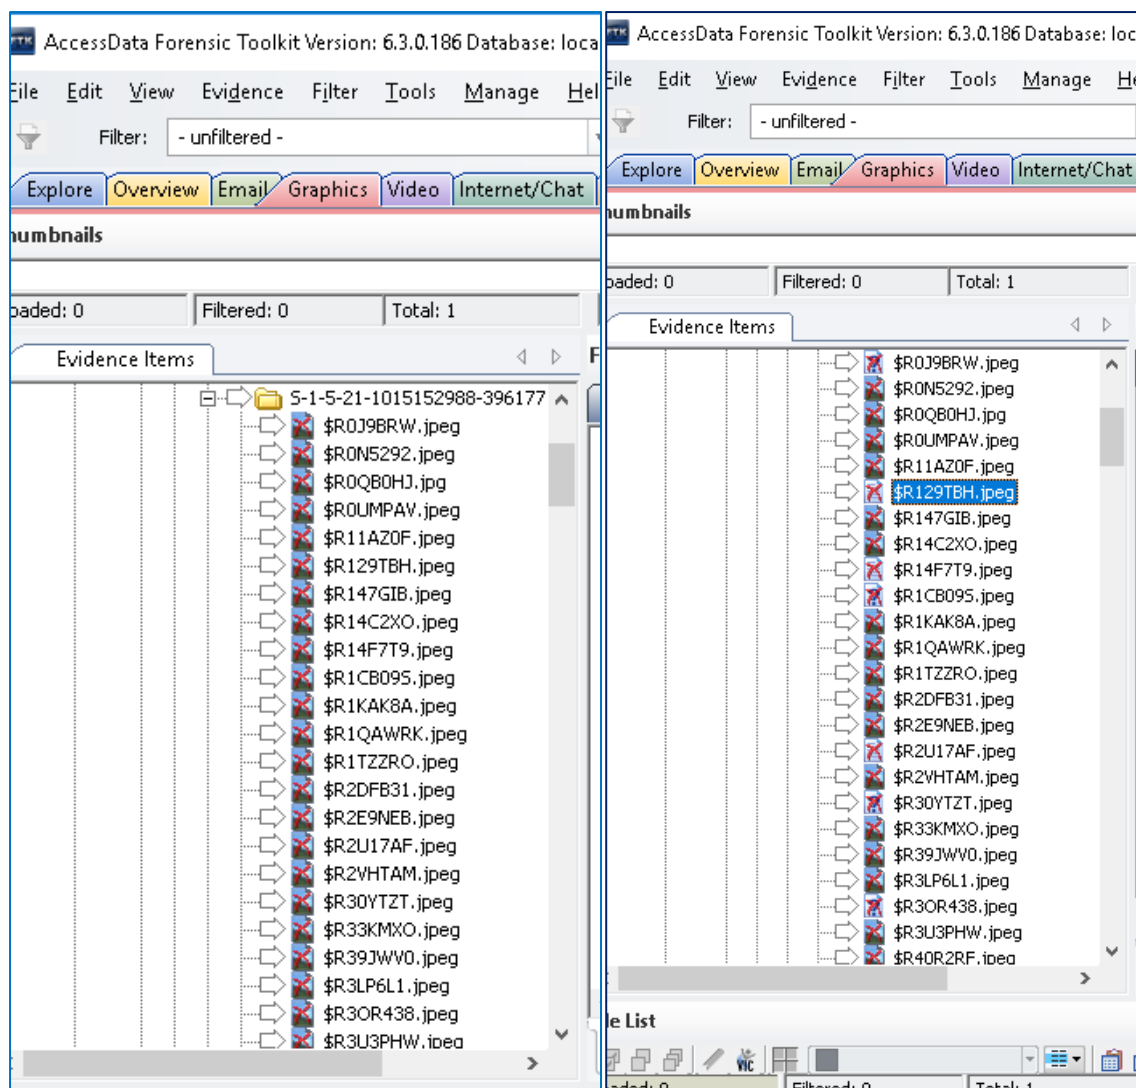 AccessData Forensic Toolkit Version: 6.3.0.186 Database: loca
File Edit View Evidence Filter Tools Manage Hel
Filter: - unfiltered -
Explore Overview Email Graphics Video Internet/Chat
humbnails
oaded: 0 Filtered: 0 Total: 1
Evidence Items
S-1-5-21-1015152988-396177
$R0J9BRW.jpeg
$R0N5292.jpeg
$R0QB0HJ.jpg
$R0UMPAV.jpeg
$R11AZ0F.jpeg
$R129TBH.jpeg
$R147GIB.jpeg
$R14C2XO.jpeg
$R14F7T9.jpeg
$R1CB09S.jpeg
$R1KAK8A.jpeg
$R1QAWRK.jpeg
$R1TZZRO.jpeg
$R2DFB31.jpeg
$R2E9NEB.jpeg
$R2U17AF.jpeg
$R2VHTAM.jpeg
$R30YTZT.jpeg
$R33KMXO.jpeg
$R39JWV0.jpeg
$R3LP6L1.jpeg
$R3OR438.jpeg
$R3U3PHW.jpeg
AccessData Forensic Toolkit Version: 6.3.0.186 Database: loc
File Edit View Evidence Filter Tools Manage He
Filter: - unfiltered -
Explore Overview Email Graphics Video Internet/Chat
humbnails
oaded: 0 Filtered: 0 Total: 1
Evidence Items
$R0J9BRW.jpeg
$R0N5292.jpeg
$R0QB0HJ.jpg
$R0UMPAV.jpeg
$R11AZ0F.jpeg
$R129TBH.jpeg
$R147GIB.jpeg
$R14C2XO.jpeg
$R14F7T9.jpeg
$R1CB09S.jpeg
$R1KAK8A.jpeg
$R1QAWRK.jpeg
$R1TZZRO.jpeg
$R2DFB31.jpeg
$R2E9NEB.jpeg
$R2U17AF.jpeg
$R2VHTAM.jpeg
$R30YTZT.jpeg
$R33KMXO.jpeg
$R39JWV0.jpeg
$R3LP6L1.jpeg
$R3OR438.jpeg
$R3U3PHW.jpeg
$R40R2RF.jpeg
le List
VIC
aded: 0 Filtered: 0 Total: 1